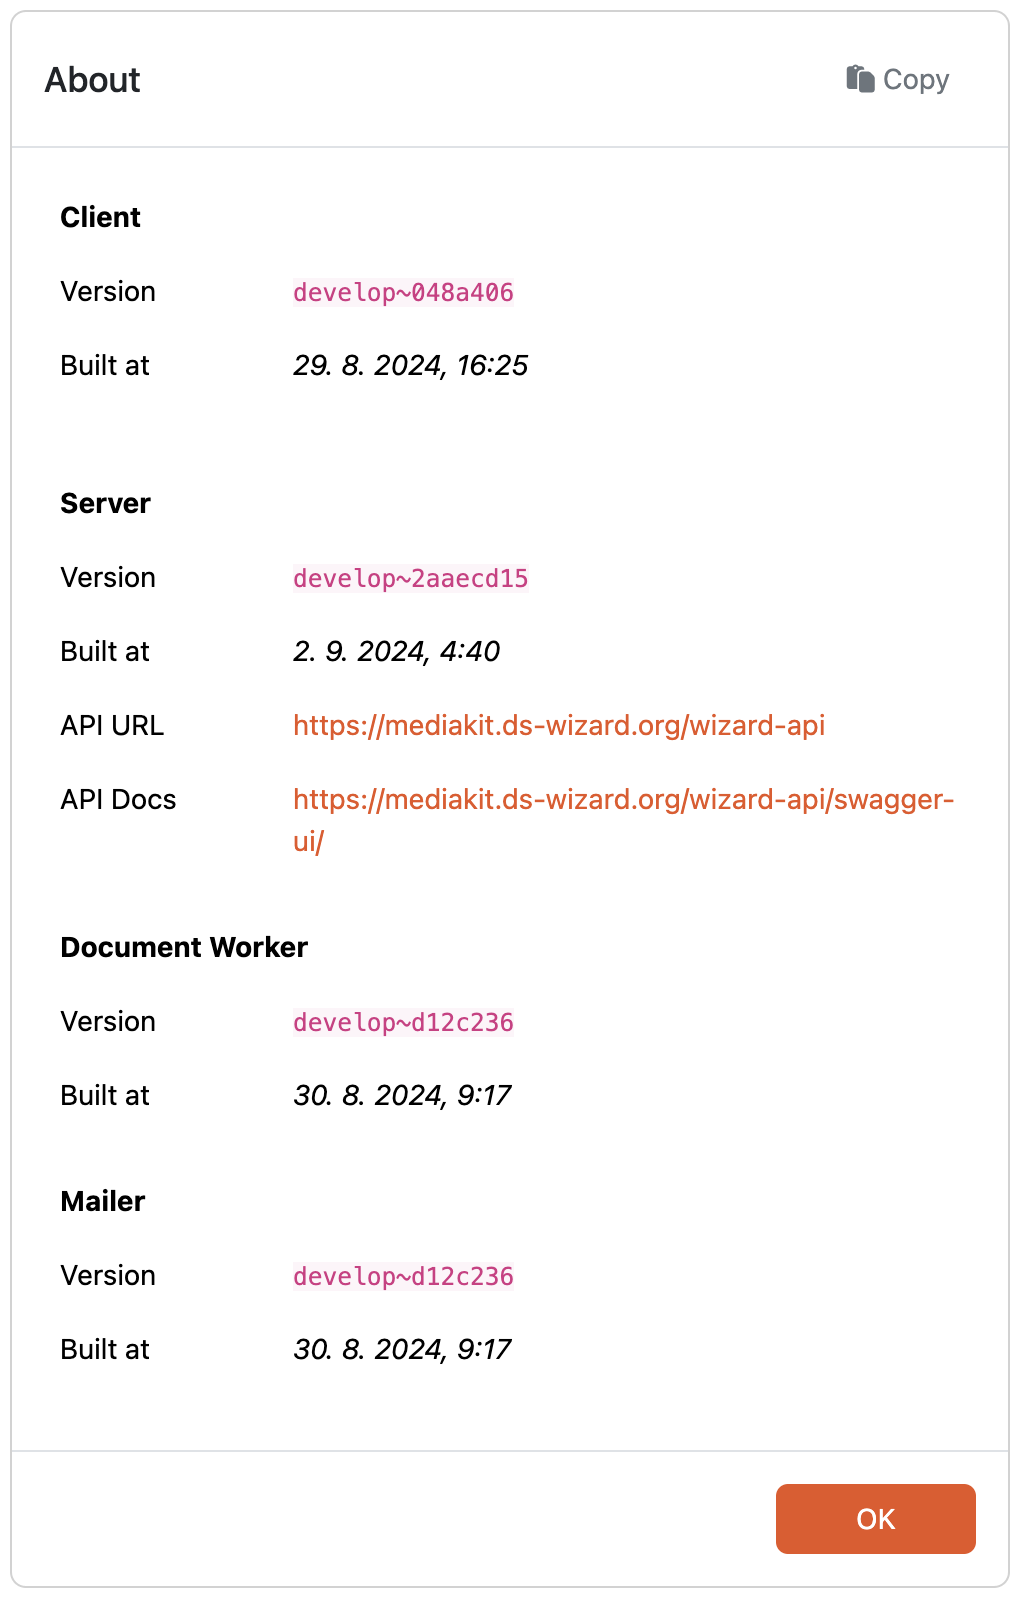 About
Copy
Client
Version develop~048a406
Built at 29. 8. 2024, 16:25
Server
Version develop~2aaecd15
Built at 2. 9. 2024, 4:40
API URL https://mediakit.ds-wizard.org/wizard-api
API Docs https://mediakit.ds-wizard.org/wizard-api/swagger-
ui/
Document Worker
Version develop~d12c236
Built at 30. 8. 2024, 9:17
Mailer
Version develop~d12c236
Built at 30. 8. 2024, 9:17
OK